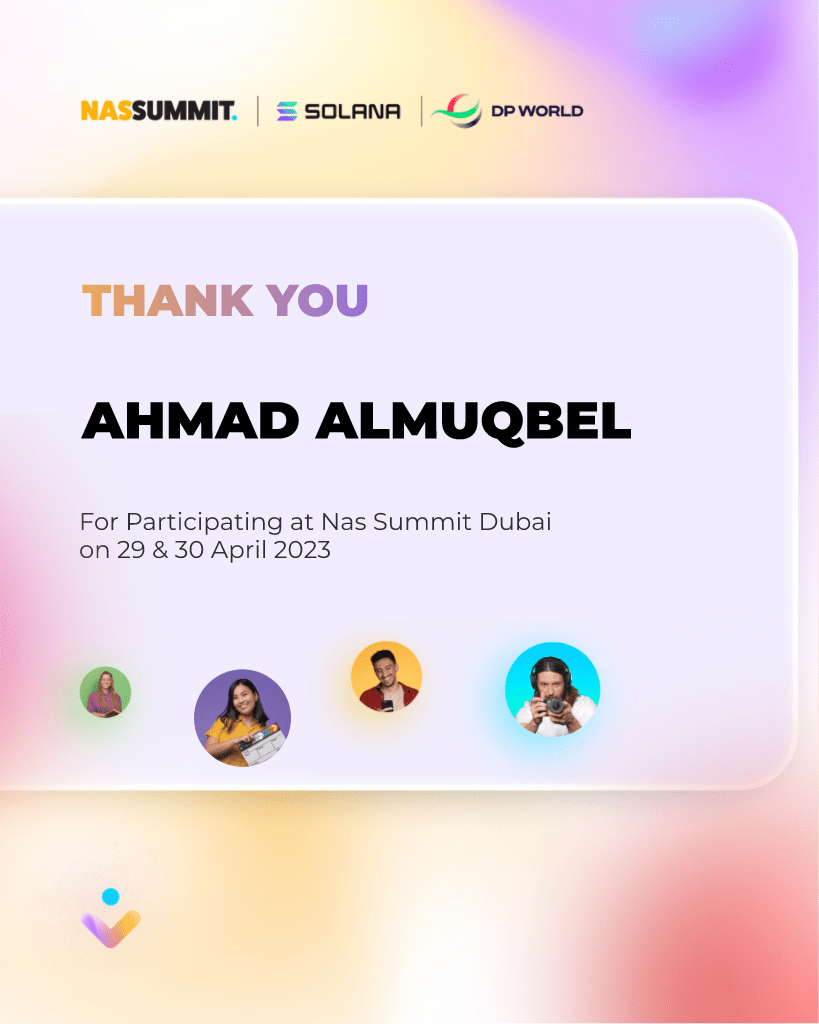 NASSUMMIT. | SOLANA | DP WORLD
THANK YOU
AHMAD ALMUQBEL
For Participating at Nas Summit Dubai
on 29 & 30 April 2023